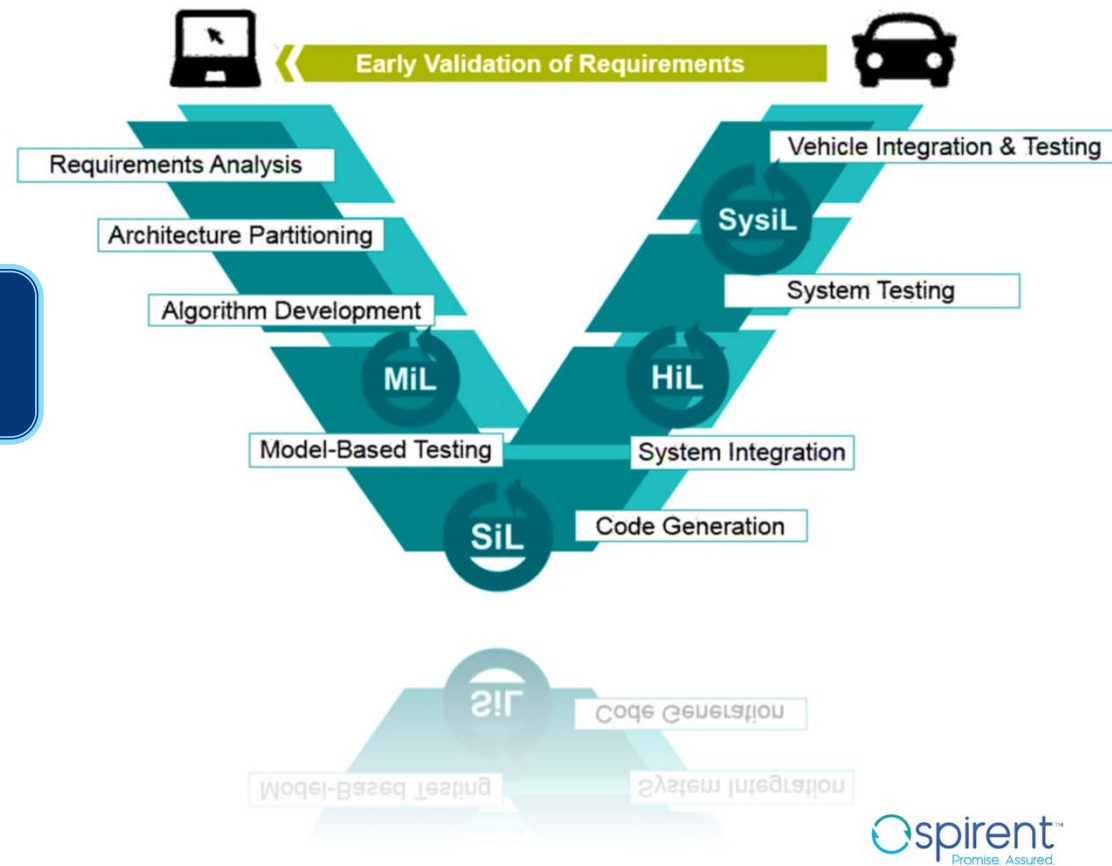 Early Validation of Requirements
Requirements Analysis
Vehicle Integration & Testing
Architecture Partitioning
SysiL
System Testing
Algorithm Development
MiL
HiL
Model-Based Testing
System Integration
SiL
Code Generation
SiL
Code Generation
Model-Based Testing
System Integration
spirent™
Promise. Assured.